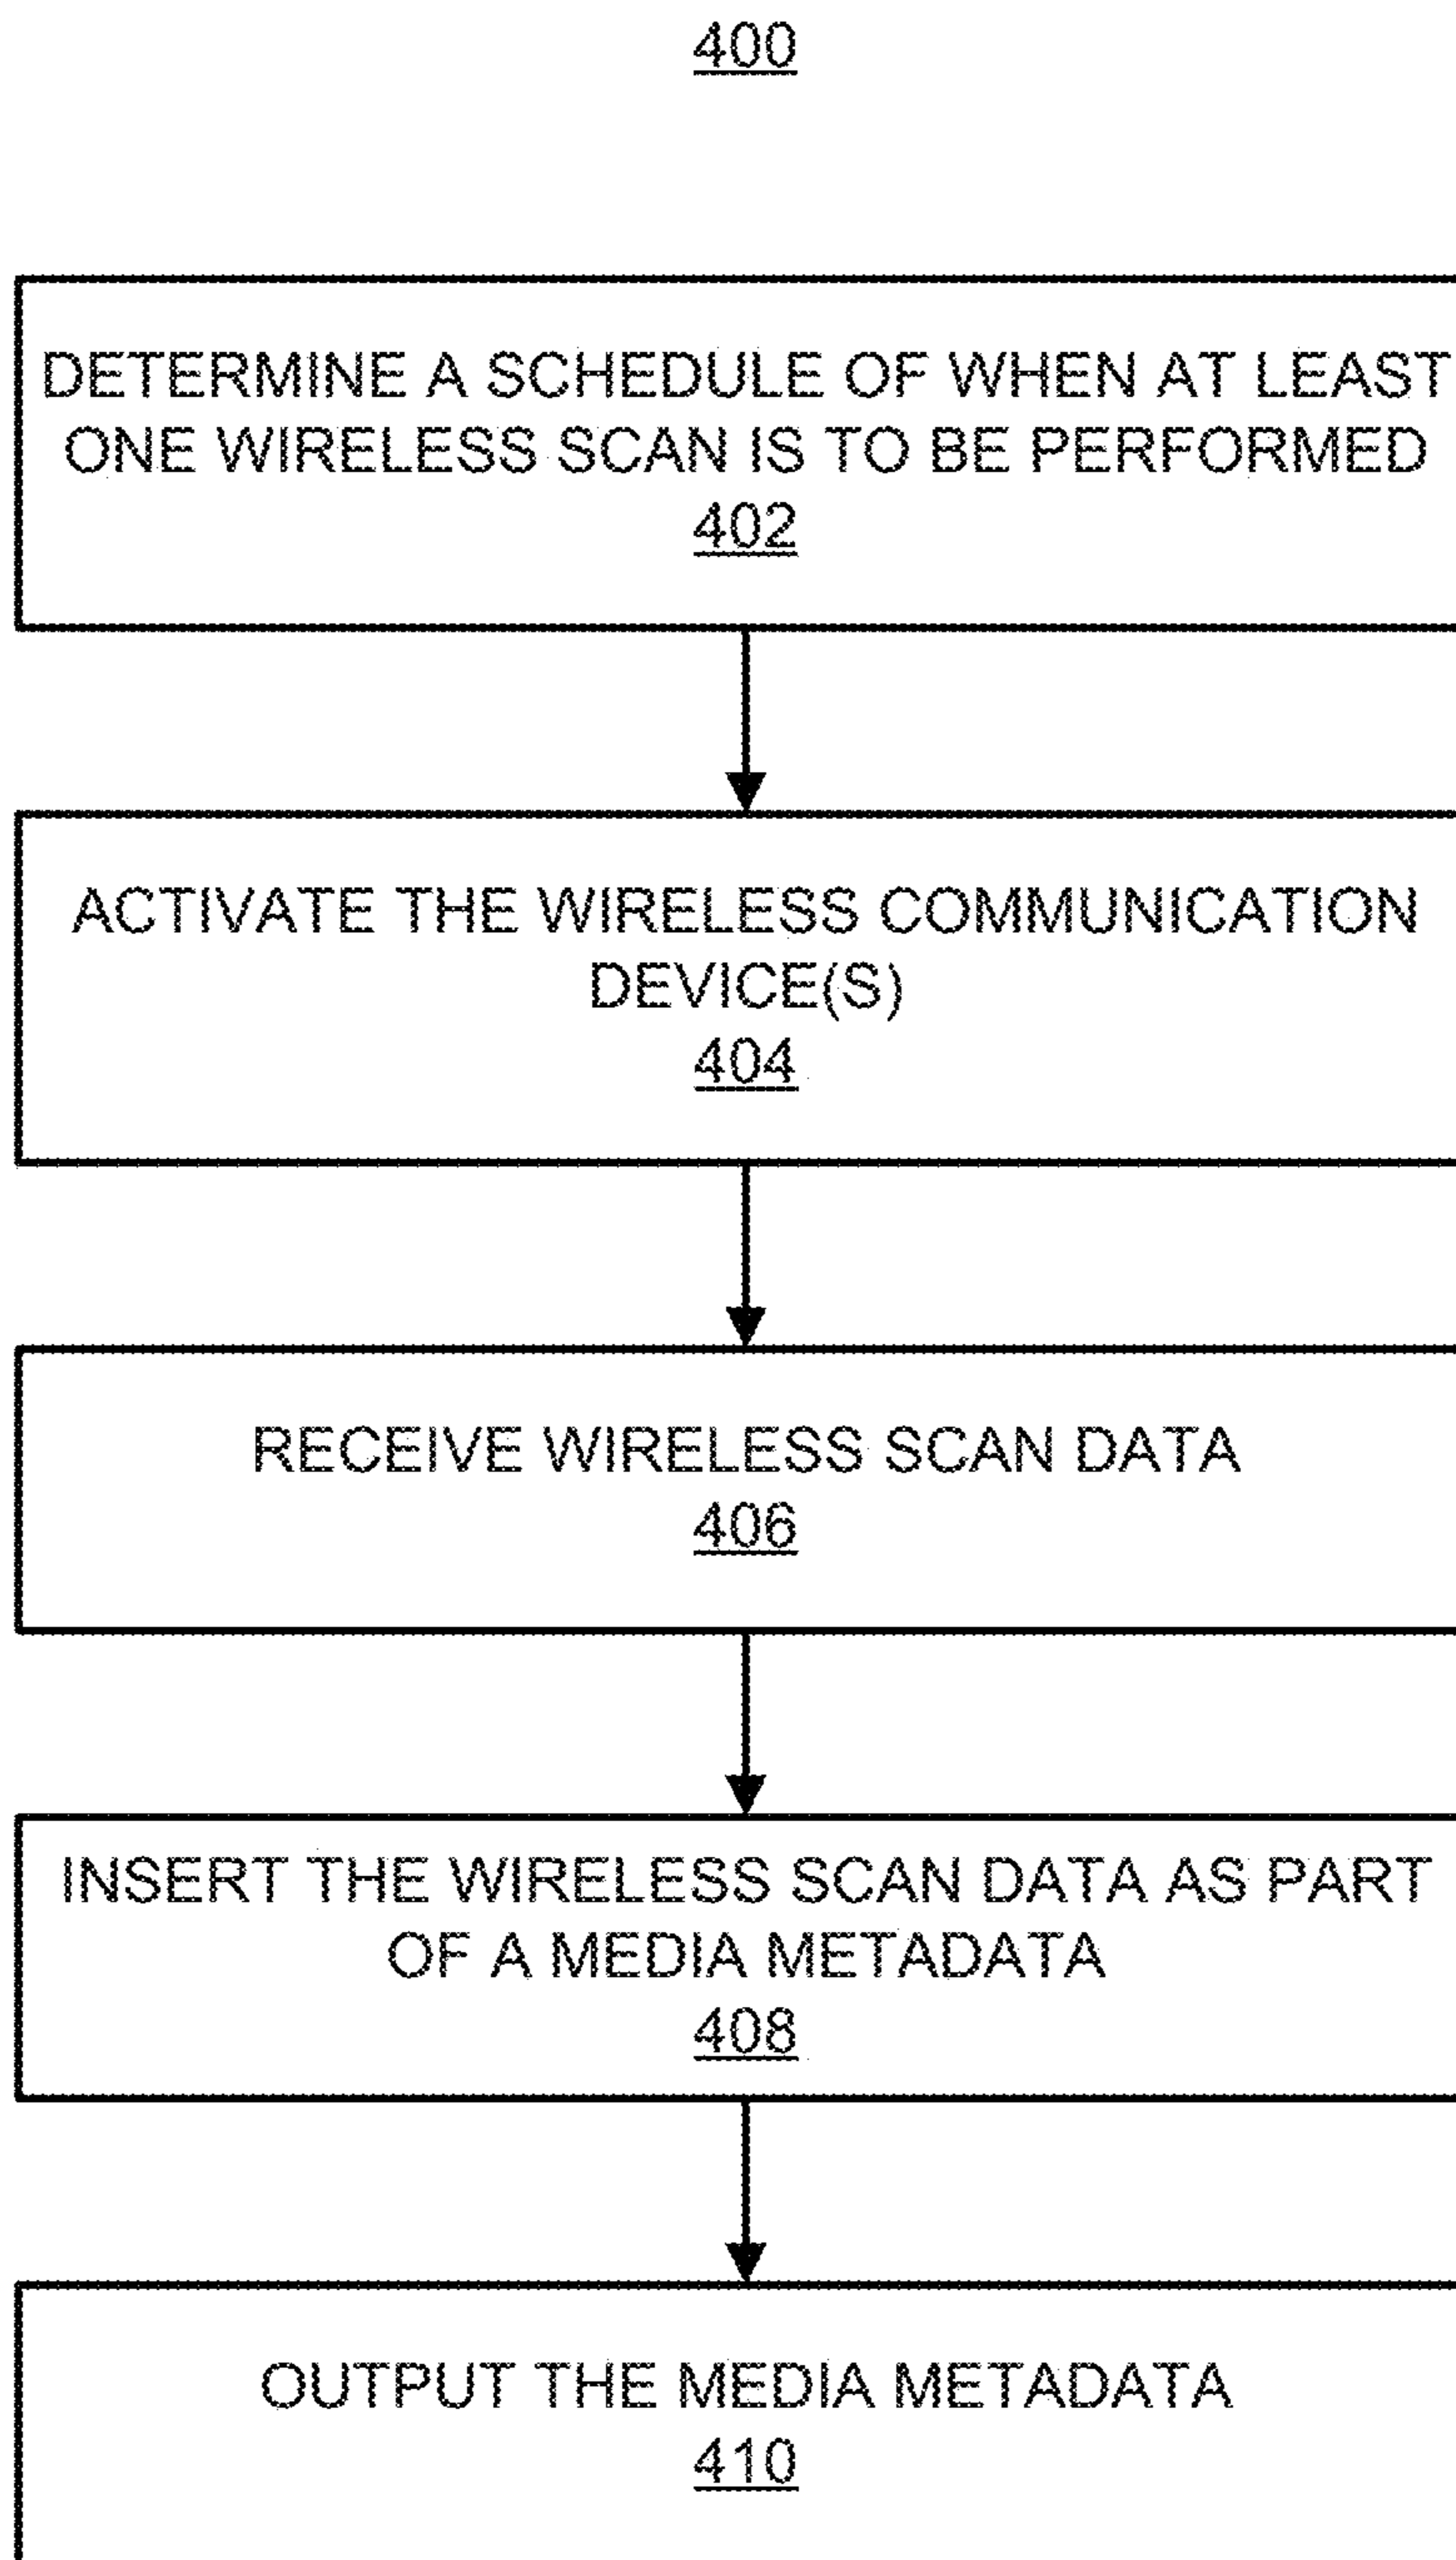 400
DETERMINE A SCHEDULE OF WHEN AT LEAST
ONE WIRELESS SCAN IS TO BE PERFORMED
402
ACTIVATE THE WIRELESS COMMUNICATION
DEVICE(S)
404
RECEIVE WIRELESS SCAN DATA
406
INSERT THE WIRELESS SCAN DATA AS PART
OF A MEDIA METADATA
408
OUTPUT THE MEDIA METADATA
410